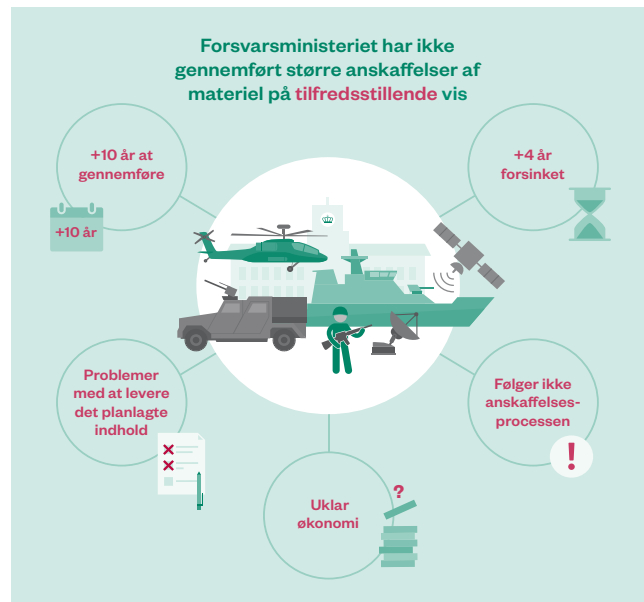 Forsvarsministeriet har ikke
gennemført større anskaffelser af
materiel på tilfredsstillende vis
+10 år at
gennemføre
+10 år
+4 år
forsinket
Problemer
med at levere
det planlagte
indhold
Følger ikke
anskaffelses-
processen
!
Uklar
økonomi
?